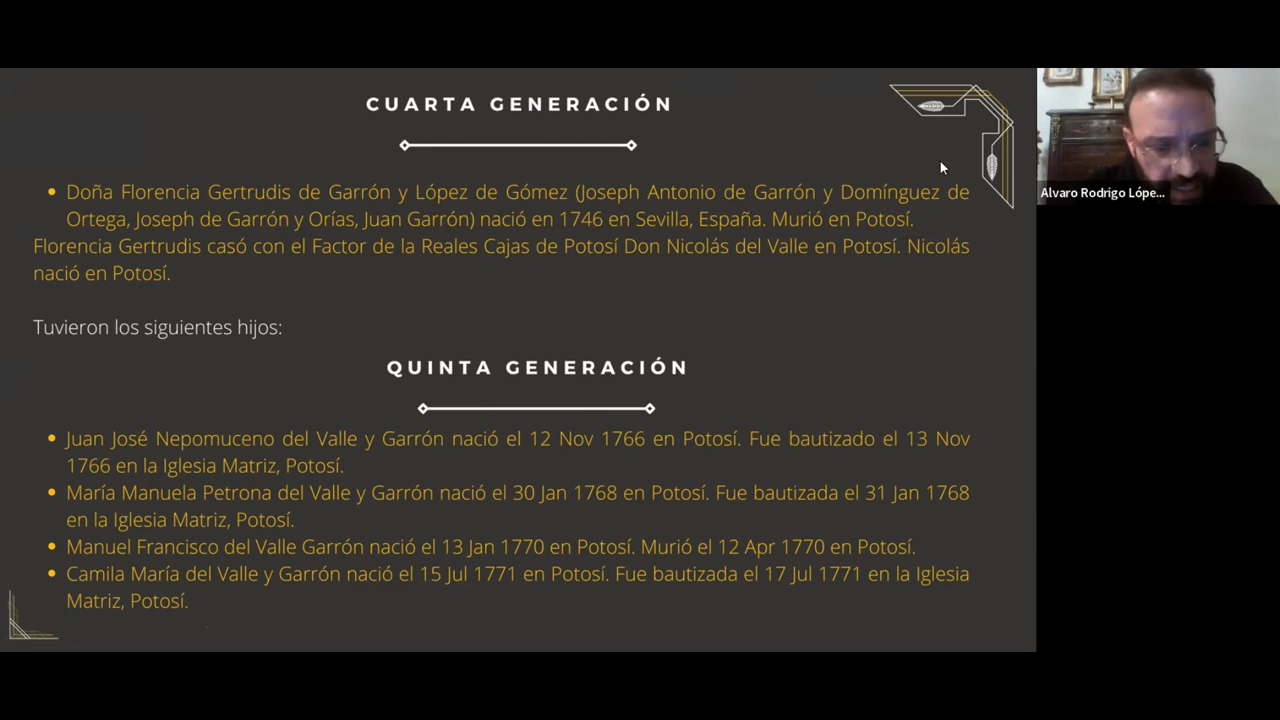 CUARTA GENERACIÓN
Doña Florencia Gertrudis de Garrón y López de Gómez (Joseph Antonio de Garrón y Domínguez de
Ortega, Joseph de Garrón y Orías, Juan Garrón) nació en 1746 en Sevilla, España. Murió en Potosí.
Florencia Gertrudis casó con el Factor de la Reales Cajas de Potosí Don Nicolás del Valle en Potosí. Nicolás
nació en Potosí.
Tuvieron los siguientes hijos:
QUINTA GENERACIÓN
Juan José Nepomuceno del Valle y Garrón nació el 12 Nov 1766 en Potosí. Fue bautizado el 13 Nov
1766 en la Iglesia Matriz, Potosí.
María Manuela Petrona del Valle y Garrón nació el 30 Jan 1768 en Potosí. Fue bautizada el 31 Jan 1768
en la Iglesia Matriz, Potosí.
Manuel Francisco del Valle Garrón nació el 13 Jan 1770 en Potosí. Murió el 12 Apr 1770 en Potosí.
Camila María del Valle y Garrón nació el 15 Jul 1771 en Potosí. Fue bautizada el 17 Jul 1771 en la Iglesia
Matriz, Potosí.
Alvaro Rodrigo Lópe...